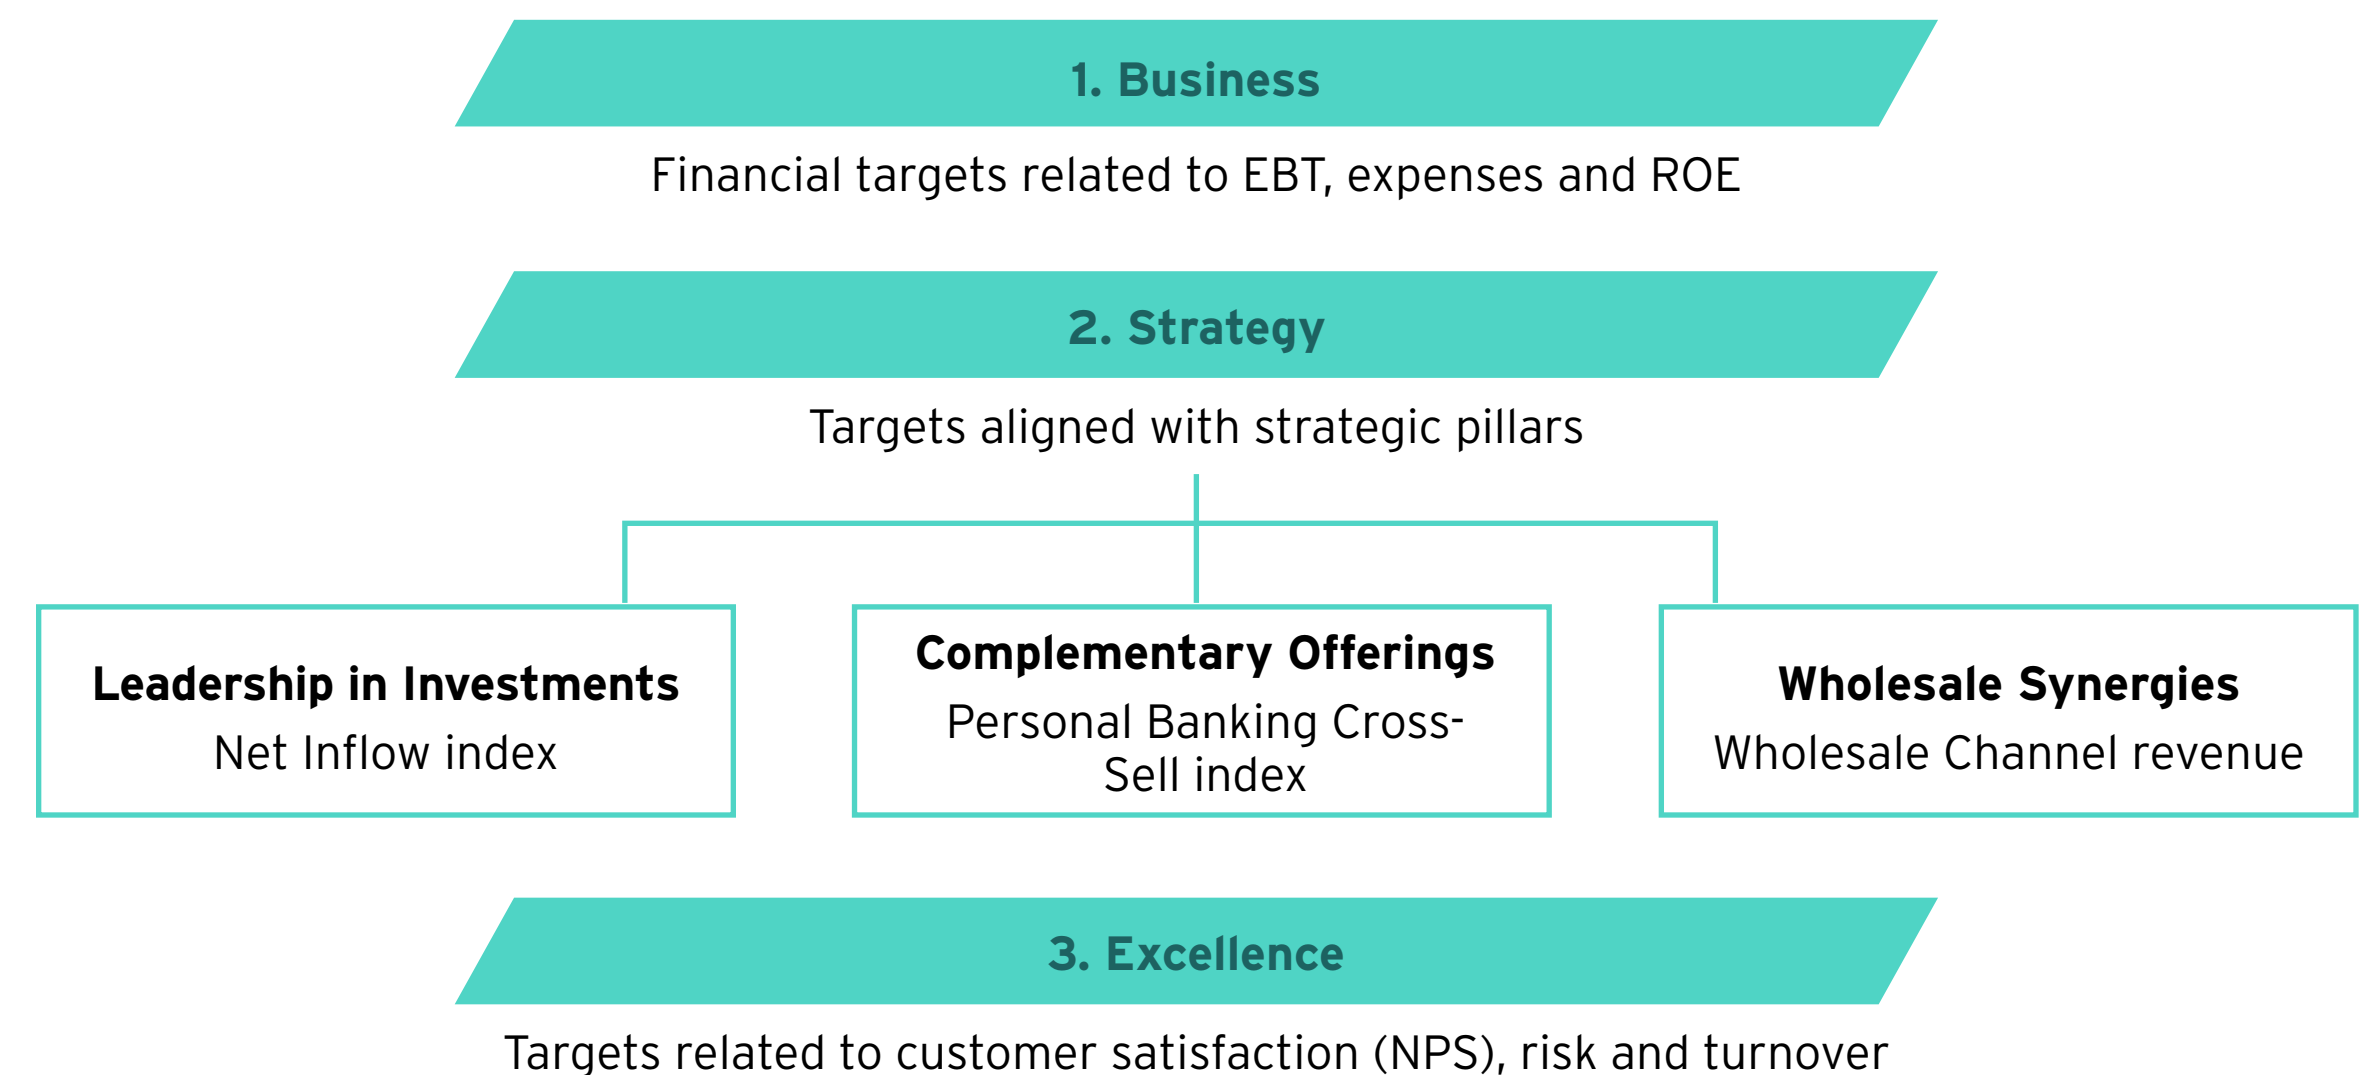 1. Business
Financial targets related to EBT, expenses and ROE
2. Strategy
Targets aligned with strategic pillars
Leadership in Investments
Net Inflow index
Complementary Offerings
Personal Banking Cross-
Sell index
Wholesale Synergies
Wholesale Channel revenue
3. Excellence
Targets related to customer satisfaction (NPS), risk and turnover